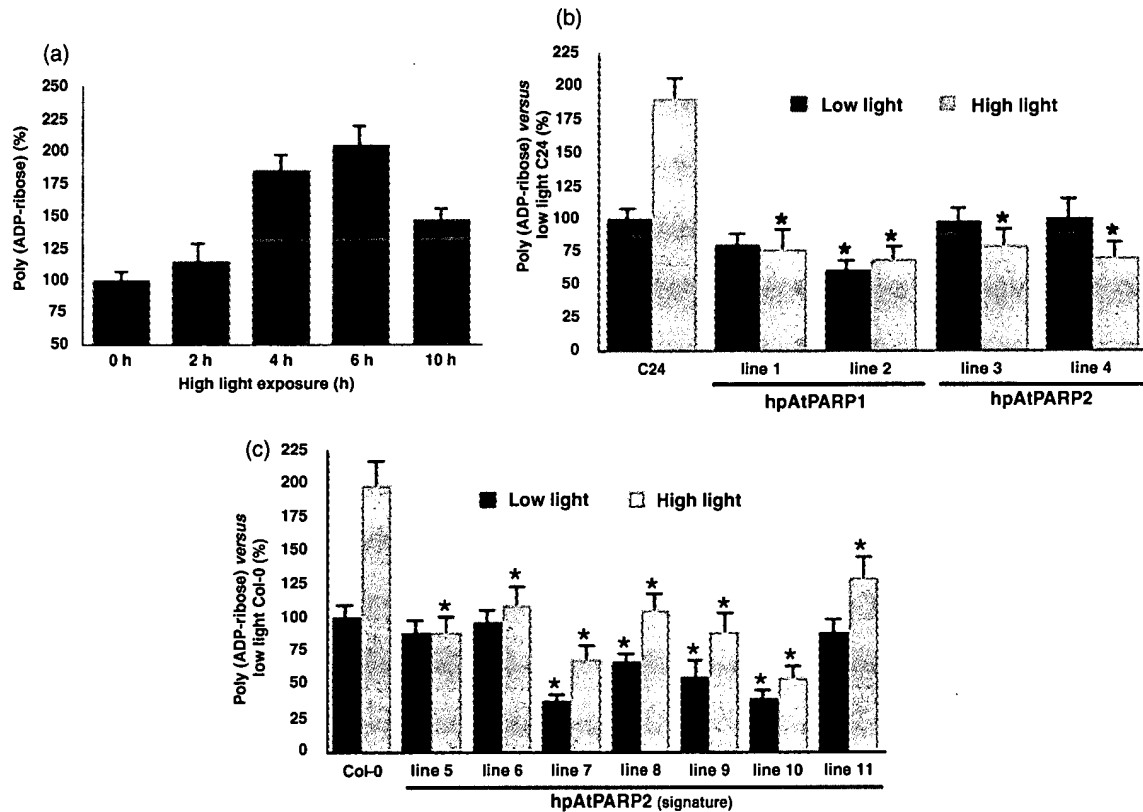 (a)
Poly (ADP-ribose) (%)
250
225
200
175
150
125
100
75
50
0 h 2 h 4 h 6 h 10 h
High light exposure (h)
(b)
Poly (ADP-ribose) versus
low light C24 (%)
225
200
175
150
125
100
75
50
25
0
Low light High light
* * * * *
C24 line 1 line 2 line 3 line 4
hpAtPARP1 hpAtPARP2
(c)
Poly (ADP-ribose) versus
low light Col-0 (%)
225
200
175
150
125
100
75
50
25
0
Low light High light
* * * * * * * * * * *
Col-0 line 5 line 6 line 7 line 8 line 9 line 10 line 11
hpAtPARP2 (signature)